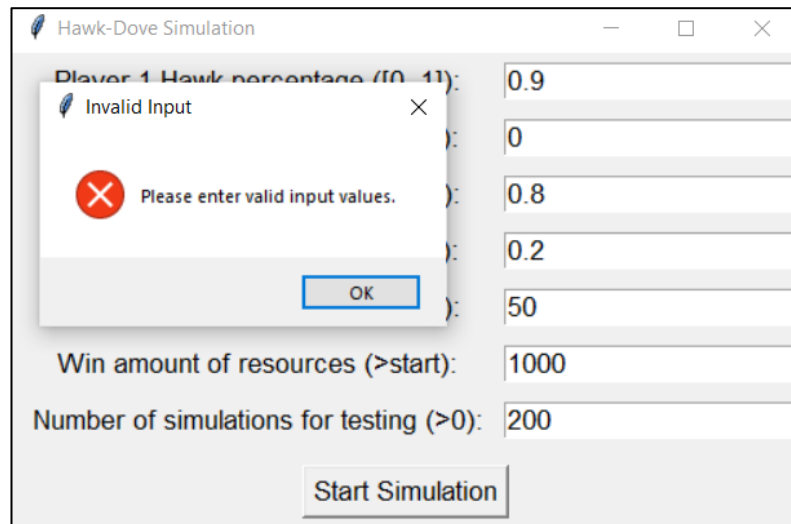 Hawk-Dove Simulation
Player 1 Hawk percentage ([0, 1]): 0.9
Invalid Input
): 0
Please enter valid input values.
): 0.8
): 0.2
OK
): 50
Win amount of resources (>start): 1000
Number of simulations for testing (>0): 200
Start Simulation